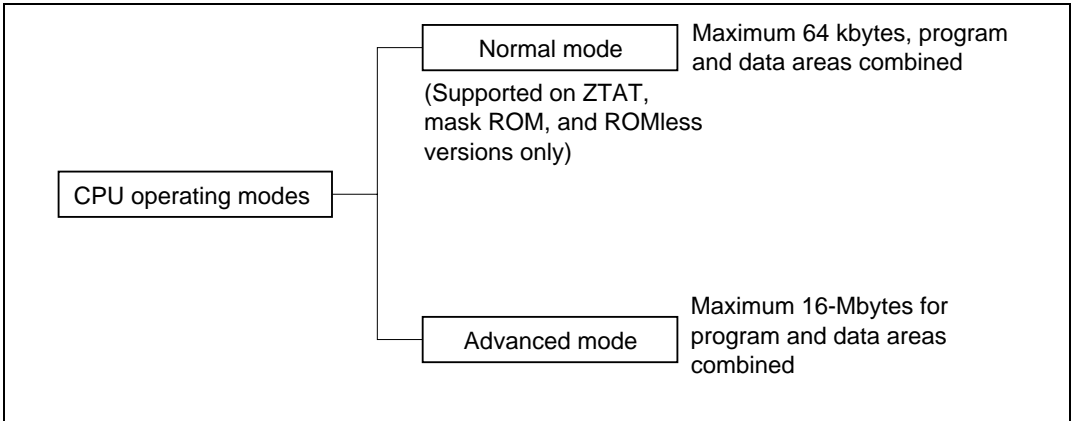 Normal mode
Maximum 64 kbytes, program
and data areas combined
(Supported on ZTAT,
mask ROM, and ROMless
versions only)
CPU operating modes
Advanced mode
Maximum 16-Mbytes for
program and data areas
combined